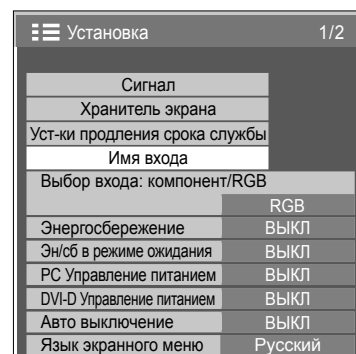 Установка 1/2
Сигнал
Хранитель экрана
Уст-ки продления срока службы
Имя входа
Выбор входа: компонент/RGB
RGB
Энергосбережение ВЫКЛ
Эн/сб в режиме ожидания ВЫКЛ
PC Управление питанием ВЫКЛ
DVI-D Управление питанием ВЫКЛ
Авто выключение ВЫКЛ
Язык экранного меню Русский